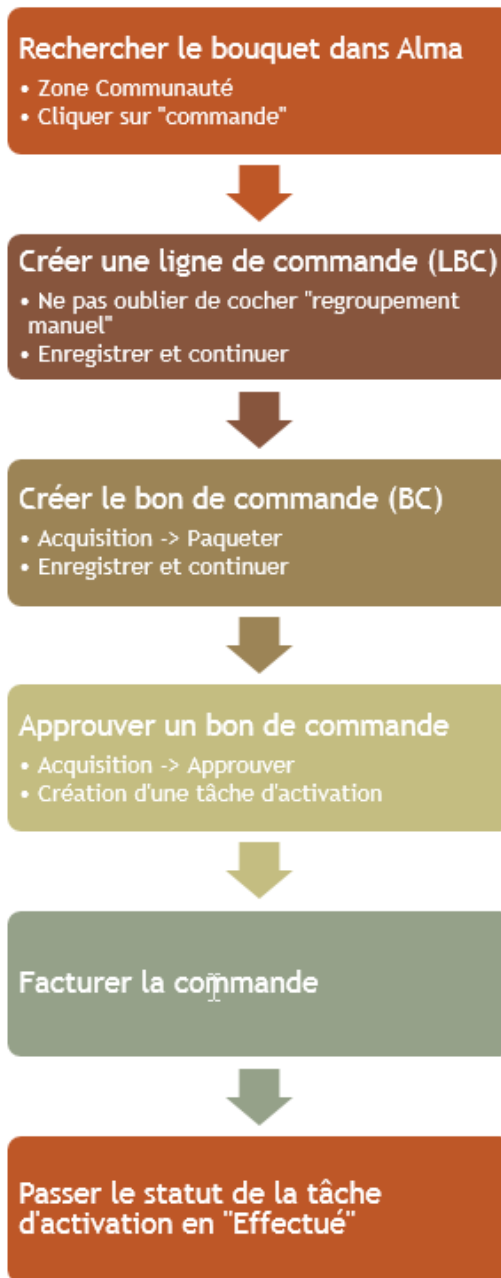 Rechercher le bouquet dans Alma
• Zone Communauté
• Cliquer sur "commande"
Créer une ligne de commande (LBC)
• Ne pas oublier de cocher "regroupement
manuel"
• Enregistrer et continuer
Créer le bon de commande (BC)
• Acquisition -> Paqueter
• Enregistrer et continuer
Approuver un bon de commande
• Acquisition -> Approuver
• Création d'une tâche d'activation
Facturer la commande
Passer le statut de la tâche
d'activation en "Effectué"